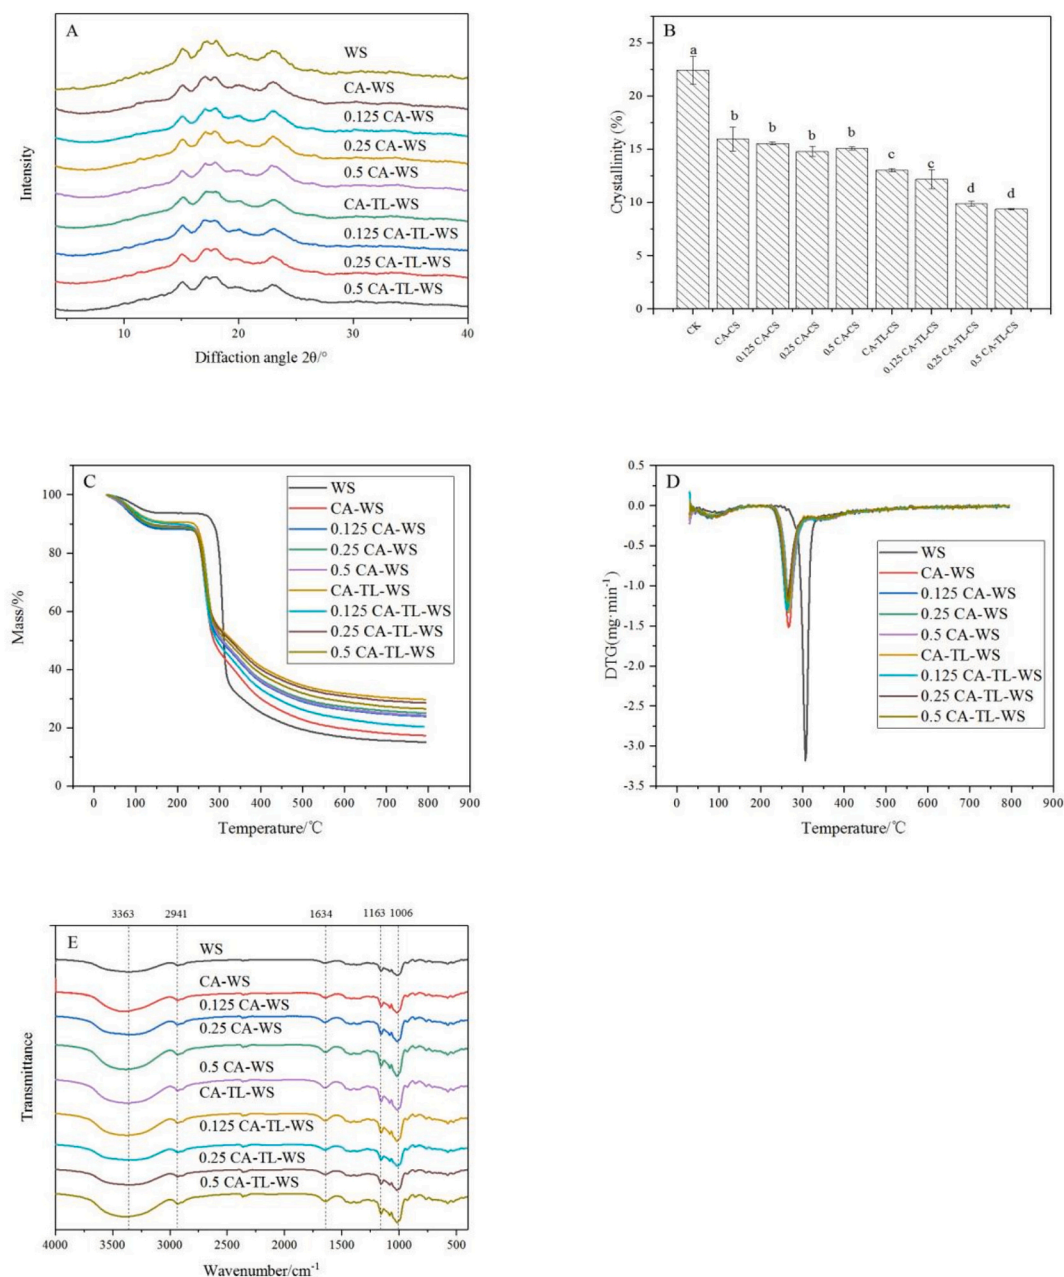 A
WS
CA-WS
0.125 CA-WS
0.25 CA-WS
0.5 CA-WS
CA-TL-WS
0.125 CA-TL-WS
0.25 CA-TL-WS
0.5 CA-TL-WS
Intensity
10
20
30
40
Diffaction angle 2θ/°
B
25
20
15
10
5
0
Crystallinity (%)
a
b
b
b
b
c
c
d
d
CK
CA-CS
0.125 CA-CS
0.25 CA-CS
0.5 CA-CS
CA-TL-CS
0.125 CA-TL-CS
0.25 CA-TL-CS
0.5 CA-TL-CS
C
100
80
60
40
20
0
Mass/%
WS
CA-WS
0.125 CA-WS
0.25 CA-WS
0.5 CA-WS
CA-TL-WS
0.125 CA-TL-WS
0.25 CA-TL-WS
0.5 CA-TL-WS
0 100 200 300 400 500 600 700 800 900
Temperature/℃
D
0.5
0.0
-0.5
-1.0
-1.5
-2.0
-2.5
-3.0
-3.5
DTG(mg·min⁻¹)
WS
CA-WS
0.125 CA-WS
0.25 CA-WS
0.5 CA-WS
CA-TL-WS
0.125 CA-TL-WS
0.25 CA-TL-WS
0.5 CA-TL-WS
0 100 200 300 400 500 600 700 800 900
Temperature/℃
3363 2941 1634 1163 1006
E
WS
CA-WS
0.125 CA-WS
0.25 CA-WS
0.5 CA-WS
CA-TL-WS
0.125 CA-TL-WS
0.25 CA-TL-WS
0.5 CA-TL-WS
Transmittance
4000 3500 3000 2500 2000 1500 1000 500
Wavenumber/cm⁻¹